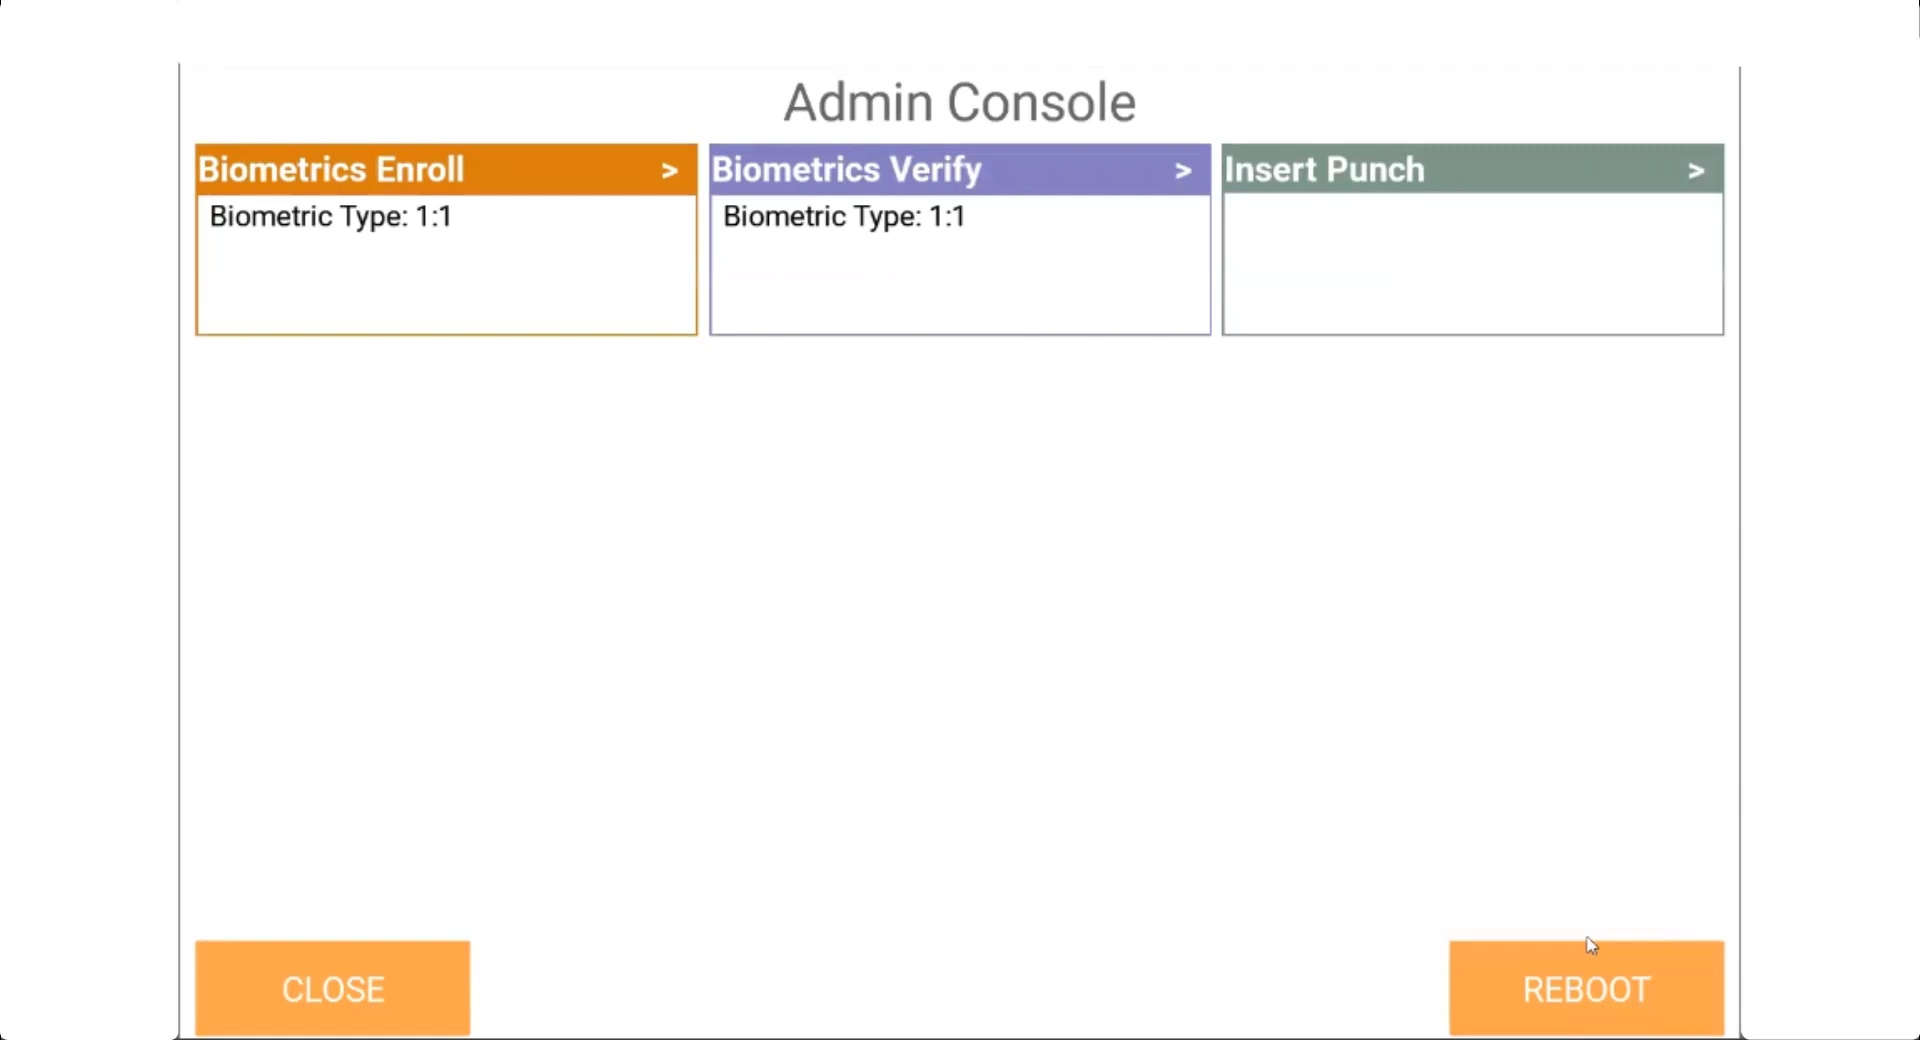 Admin Console
Biometrics Enroll >
Biometric Type: 1:1
Biometrics Verify >
Biometric Type: 1:1
Insert Punch >
CLOSE
REBOOT